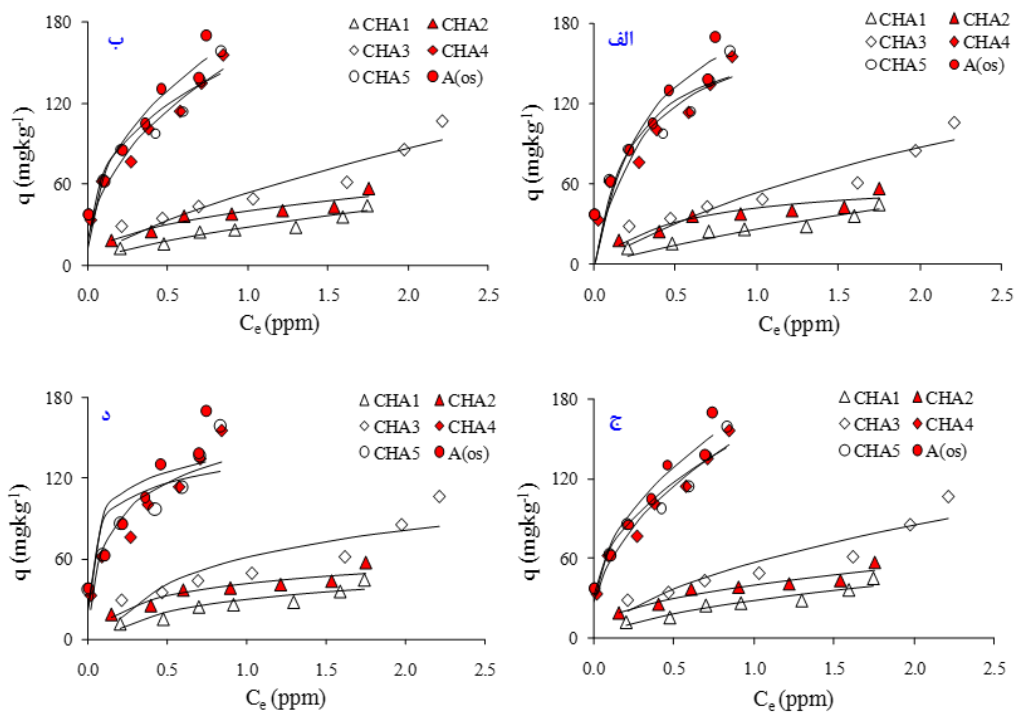 ب
180
120
60
0
q (mgkg⁻¹)
CHA1 CHA2
CHA3 CHA4
CHA5 A(os)
0.0 0.5 1.0 1.5 2.0 2.5
Cₑ (ppm)
الف
180
120
60
0
q (mgkg⁻¹)
CHA1 CHA2
CHA3 CHA4
CHA5 A(os)
0.0 0.5 1.0 1.5 2.0 2.5
Cₑ (ppm)
د
180
120
60
0
q (mgkg⁻¹)
CHA1 CHA2
CHA3 CHA4
CHA5 A(os)
0.0 0.5 1.0 1.5 2.0 2.5
Cₑ (ppm)
ج
180
120
60
0
q (mgkg⁻¹)
CHA1 CHA2
CHA3 CHA4
CHA5 A(os)
0.0 0.5 1.0 1.5 2.0 2.5
Cₑ (ppm)